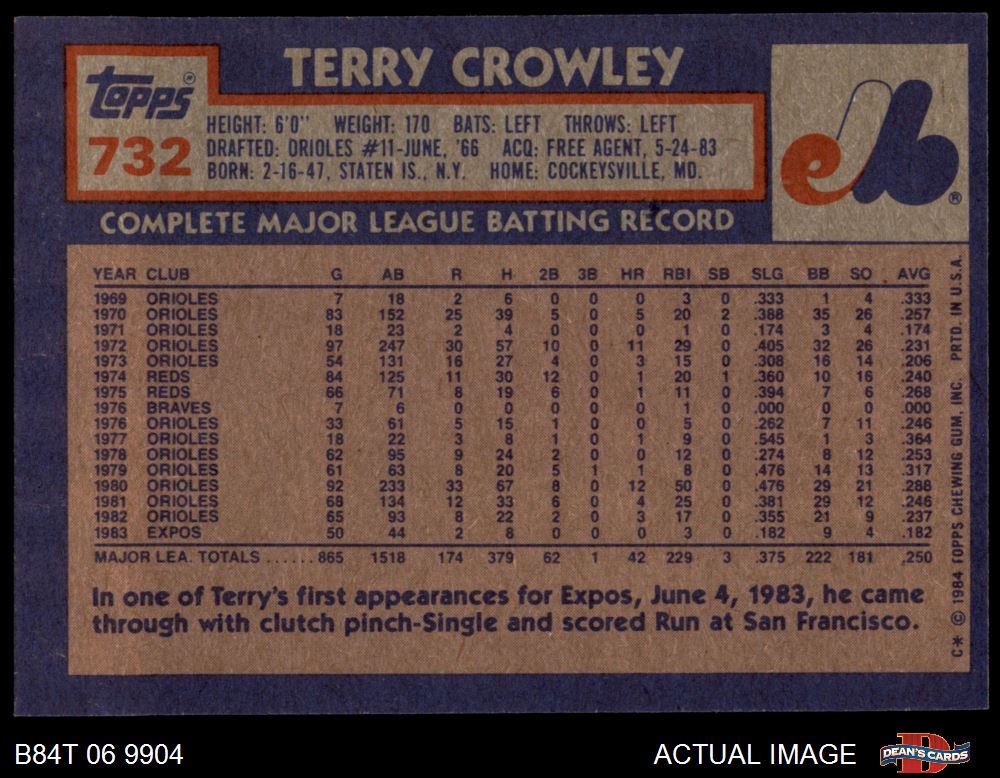 TERRY CROWLEY
Topps®
732
HEIGHT: 6'0" WEIGHT: 170 BATS: LEFT THROWS: LEFT
DRAFTED: ORIOLES #11-JUNE, '66 ACQ: FREE AGENT, 5-24-83
BORN: 2-16-47, STATEN IS., N.Y. HOME: COCKEYSVILLE, MD.
eb®
COMPLETE MAJOR LEAGUE BATTING RECORD
YEAR CLUB G AB R H 2B 3B HR RBI SB SLG BB SO AVG
1969 ORIOLES 7 18 2 6 0 0 0 3 0 .333 1 4 .333
1970 ORIOLES 83 152 25 39 5 0 5 20 2 .388 35 26 .257
1971 ORIOLES 18 23 2 4 0 0 0 1 0 .174 3 4 .174
1972 ORIOLES 97 247 30 57 10 0 11 29 0 .405 32 26 .231
1973 ORIOLES 54 131 16 27 4 0 3 15 0 .308 16 14 .206
1974 REDS 84 125 11 30 12 0 1 20 1 .360 10 16 .240
1975 REDS 66 71 8 19 6 0 1 11 0 .394 7 6 .268
1976 BRAVES 7 6 0 0 0 0 0 1 0 .000 0 0 .000
1976 ORIOLES 33 61 5 15 1 0 0 5 0 .262 7 11 .246
1977 ORIOLES 18 22 3 8 1 0 1 9 0 .545 1 3 .364
1978 ORIOLES 62 95 9 24 2 0 0 12 0 .274 8 12 .253
1979 ORIOLES 61 63 8 20 5 1 1 8 0 .476 14 13 .317
1980 ORIOLES 92 233 33 67 8 0 12 50 0 .476 29 21 .288
1981 ORIOLES 68 134 12 33 6 0 4 25 0 .381 29 12 .246
1982 ORIOLES 65 93 8 22 2 0 3 17 0 .355 21 9 .237
1983 EXPOS 50 44 2 8 0 0 0 3 0 .182 9 4 .182
MAJOR LEA. TOTALS ...... 865 1518 174 379 62 1 42 229 3 .375 222 181 .250
In one of Terry's first appearances for Expos, June 4, 1983, he came
through with clutch pinch-Single and scored Run at San Francisco.
C* © 1984 TOPPS CHEWING GUM, INC. PRTD. IN U.S.A.
B84T 06 9904
ACTUAL IMAGE
DEAN'S CARDS